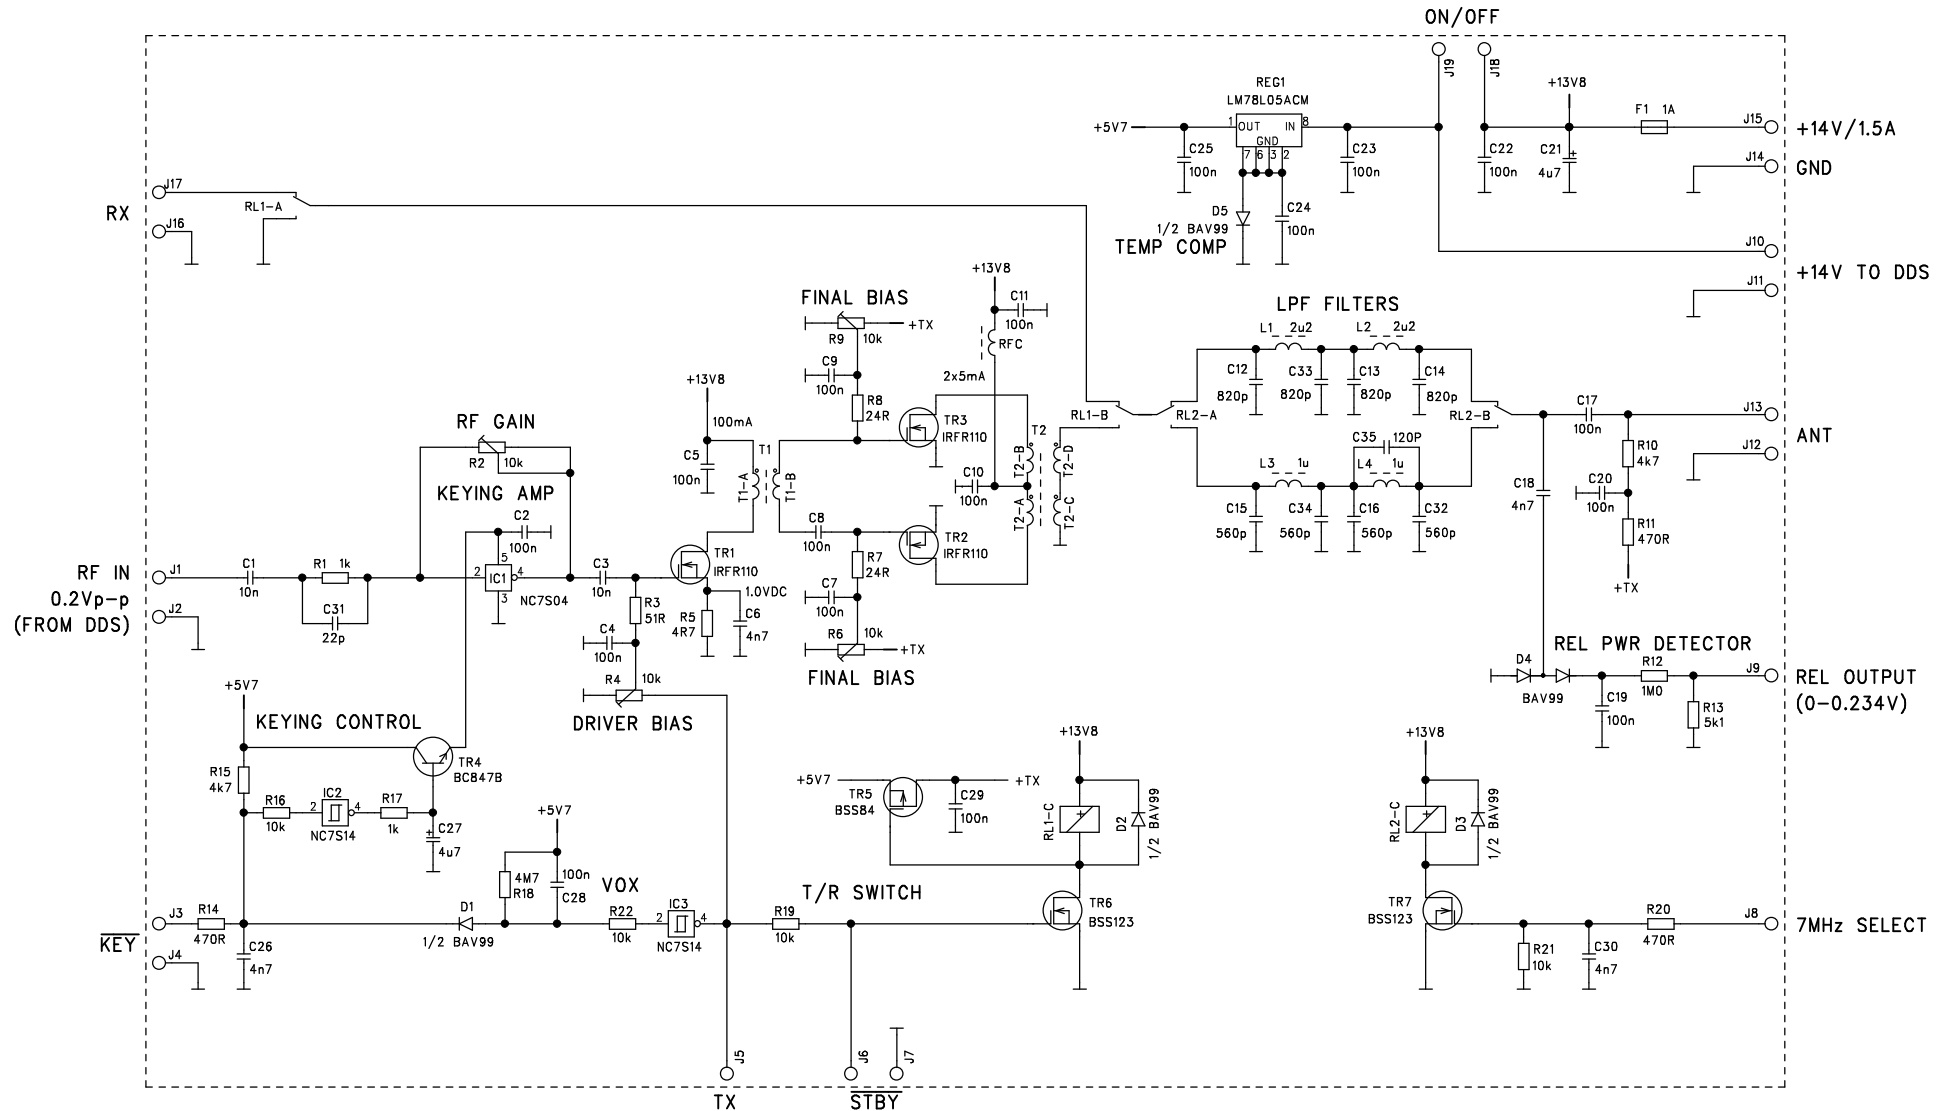 ON/OFF
J19
J18
REG1
LM78L05ACM
+13V8
F1 1A
J15
+14V/1.5A
+5V7
1 OUT IN 8
GND
7 6 3 2
C25
100n
C23
100n
C22
100n
C21
4u7
+
J14
GND
J17
RX
RL1-A
J16
D5
1/2 BAV99
TEMP COMP
C24
100n
J10
+14V TO DDS
J11
+13V8
C11
100n
RFC
2x5mA
FINAL BIAS
+TX
R9
10k
C9
100n
R8
24R
LPF FILTERS
L1 2u2
L2 2u2
C12
820p
C33
820p
C13
820p
C14
820p
+13V8
100mA
C5
100n
T1
T1-A
T1-B
TR3
IRFR110
T2
T2-B
T2-D
T2-A
T2-C
C10
100n
RL1-B
RL2-A
RL2-B
C17
100n
J13
ANT
J12
R10
4k7
C20
100n
R11
470R
+TX
C35
120P
L3 1u
L4 1u
C15
560p
C34
560p
C16
560p
C32
560p
C18
4n7
RF GAIN
R2
10k
KEYING AMP
C2
100n
RF IN
0.2Vp-p
(FROM DDS)
J1
J2
C1
10n
R1 1k
C31
22p
2
5
IC1
4
3
NC7S04
C3
10n
R3
51R
C4
100n
TR1
IRFR110
1.0VDC
R5
4R7
C6
4n7
C8
100n
R7
24R
C7
100n
TR2
IRFR110
R6
10k
+TX
FINAL BIAS
R4
10k
DRIVER BIAS
REL PWR DETECTOR
D4
BAV99
C19
100n
R12
1M0
R13
5k1
J9
REL OUTPUT
(0-0.234V)
+5V7
KEYING CONTROL
TR4
BC847B
R15
4k7
R16
10k
2
IC2
4
NC7S14
R17
1k
+
C27
4u7
+5V7
4M7
R18
100n
C28
VOX
T/R SWITCH
+5V7
TR5
BSS84
+TX
C29
100n
+13V8
RL1-C
+
D2
1/2 BAV99
+13V8
RL2-C
+
D3
1/2 BAV99
TR6
BSS123
TR7
BSS123
J3
KEY
J4
R14
470R
C26
4n7
D1
1/2 BAV99
R22
10k
2
IC3
4
NC7S14
R19
10k
R20
470R
R21
10k
C30
4n7
J8
7MHz SELECT
J5
J6
J7
TX
STBY